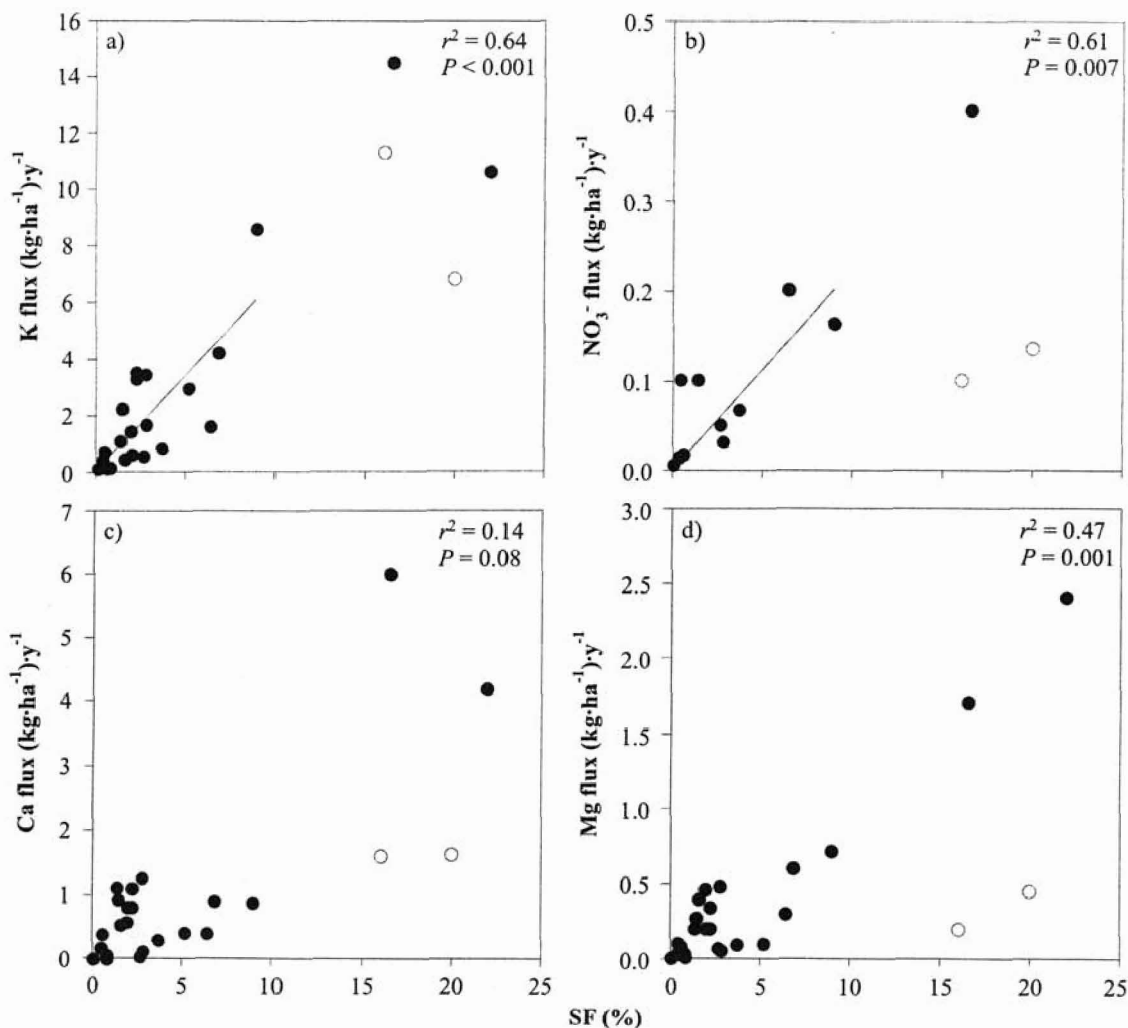 a)
r² = 0.64
P < 0.001
16
14
12
10
8
6
4
2
0
K flux (kg·ha⁻¹)·y⁻¹
b)
r² = 0.61
P = 0.007
0.5
0.4
0.3
0.2
0.1
0.0
NO₃⁻ flux (kg·ha⁻¹)·y⁻¹
c)
r² = 0.14
P = 0.08
7
6
5
4
3
2
1
0
Ca flux (kg·ha⁻¹)·y⁻¹
0 5 10 15 20 25
d)
r² = 0.47
P = 0.001
3.0
2.5
2.0
1.5
1.0
0.5
0.0
Mg flux (kg·ha⁻¹)·y⁻¹
0 5 10 15 20 25
SF (%)